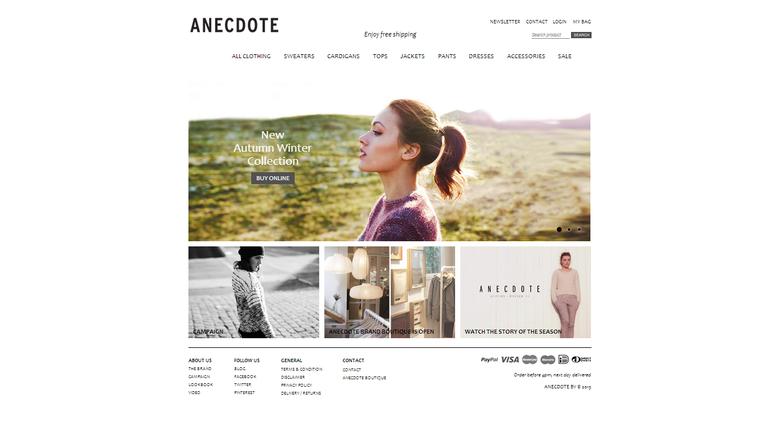 ANECDOTE
NEWSLETTER CONTACT LOGIN MY BAG
Enjoy free shipping
Search product SEARCH
ALL CLOTHING SWEATERS CARDIGANS TOPS JACKETS PANTS DRESSES ACCESSORIES SALE
New
Autumn Winter
Collection
BUY ONLINE
CAMPAIGN
ANECDOTE BRAND BOUTIQUE IS OPEN
ANECDOTE
WATCH THE STORY OF THE SEASON
ABOUT US
THE BRAND
CAMPAIGN
LOOKBOOK
VIDEO
FOLLOW US
BLOG
FACEBOOK
TWITTER
PINTEREST
GENERAL
TERMS & CONDITION
DISCLAIMER
PRIVACY POLICY
DELIVERY / RETURNS
CONTACT
CONTACT
ANECDOTE BOUTIQUE
PayPal VISA
Order before 4pm, next day delivered
ANECDOTE BY © 2015